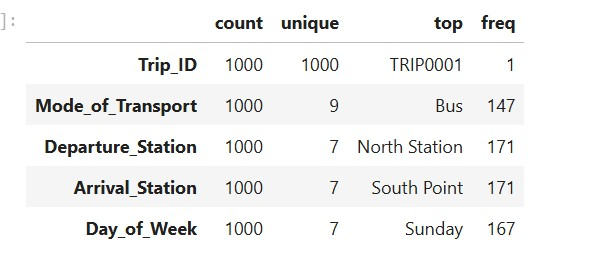 ]:
count unique top freq
Trip_ID 1000 1000 TRIP0001 1
Mode_of_Transport 1000 9 Bus 147
Departure_Station 1000 7 North Station 171
Arrival_Station 1000 7 South Point 171
Day_of_Week 1000 7 Sunday 167